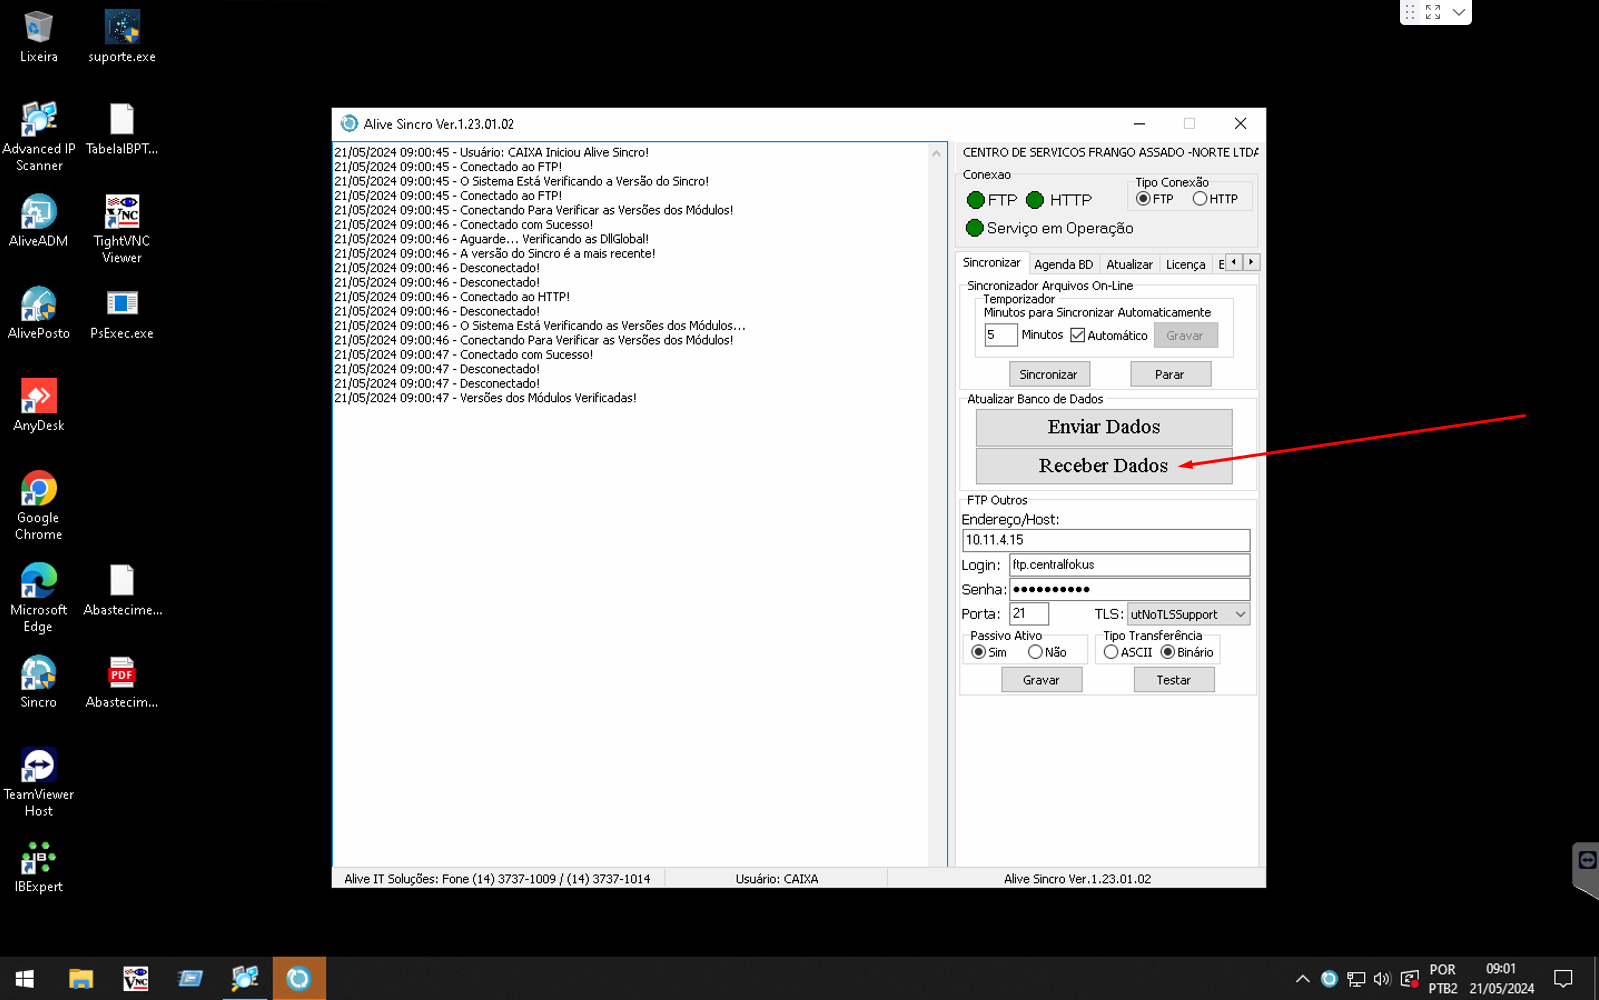 Lixeira
suporte.exe
Advanced IP
Scanner
TabelaIBPT...
AliveADM
TightVNC
Viewer
AlivePosto
PsExec.exe
AnyDesk
Google
Chrome
Microsoft
Edge
Abastecime...
Sincro
PDF
Abastecim...
TeamViewer
Host
IBExpert
Alive Sincro Ver.1.23.01.02
21/05/2024 09:00:45 - Usuário: CAIXA Iniciou Alive Sincro!
21/05/2024 09:00:45 - Conectado ao FTP!
21/05/2024 09:00:45 - O Sistema Está Verificando a Versão do Sincro!
21/05/2024 09:00:45 - Conectado ao FTP!
21/05/2024 09:00:45 - Conectando Para Verificar as Versões dos Módulos!
21/05/2024 09:00:46 - Conectado com Sucesso!
21/05/2024 09:00:46 - Aguarde... Verificando as DllGlobal!
21/05/2024 09:00:46 - A versão do Sincro é a mais recente!
21/05/2024 09:00:46 - Desconectado!
21/05/2024 09:00:46 - Desconectado!
21/05/2024 09:00:46 - Conectado ao HTTP!
21/05/2024 09:00:46 - Desconectado!
21/05/2024 09:00:46 - O Sistema Está Verificando as Versões dos Módulos...
21/05/2024 09:00:46 - Conectando Para Verificar as Versões dos Módulos!
21/05/2024 09:00:47 - Conectado com Sucesso!
21/05/2024 09:00:47 - Desconectado!
21/05/2024 09:00:47 - Desconectado!
21/05/2024 09:00:47 - Versões dos Módulos Verificadas!
CENTRO DE SERVICOS FRANGO ASSADO -NORTE LTDA
Conexao
FTP HTTP
Tipo Conexão
FTP HTTP
Serviço em Operação
Sincronizar Agenda BD Atualizar Licença E
Sincronizador Arquivos On-Line
Temporizador
Minutos para Sincronizar Automaticamente
5 Minutos Automático Gravar
Sincronizar Parar
Atualizar Banco de Dados
Enviar Dados
Receber Dados
FTP Outros
Endereço/Host:
10.11.4.15
Login: ftp.centralfokus
Senha: ●●●●●●●●●●
Porta: 21 TLS: utNoTLSSupport
Passivo Ativo
Sim Não
Tipo Transferência
ASCII Binário
Gravar Testar
Alive IT Soluções: Fone (14) 3737-1009 / (14) 3737-1014 Usuário: CAIXA Alive Sincro Ver.1.23.01.02
POR
PTB2
09:01
21/05/2024